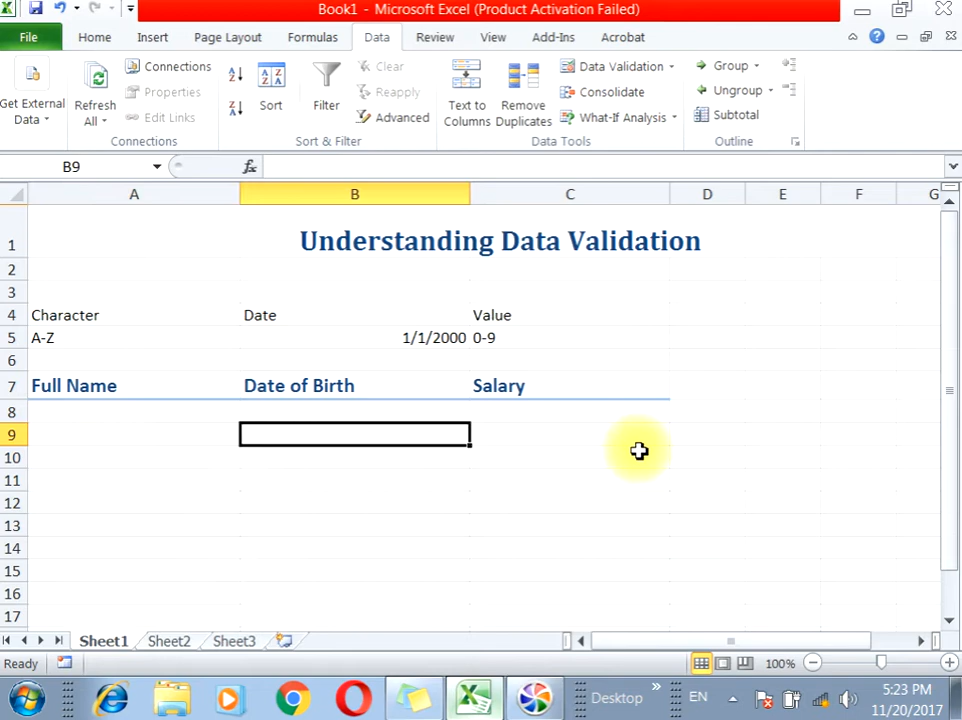 Book1 - Microsoft Excel (Product Activation Failed)
File Home Insert Page Layout Formulas Data Review View Add-Ins Acrobat
Get External Data
Refresh All
Connections
Properties
Edit Links
Connections
Sort
Filter
Clear
Reapply
Advanced
Sort & Filter
Text to Columns
Remove Duplicates
Data Validation
Consolidate
What-If Analysis
Data Tools
Group
Ungroup
Subtotal
Outline
B9 fx
A B C D E F G
1 Understanding Data Validation
2
3
4 Character Date Value
5 A-Z 1/1/2000 0-9
6
7 Full Name Date of Birth Salary
8
9
10
11
12
13
14
15
16
17
Sheet1 Sheet2 Sheet3
Ready 100%
Desktop » EN 5:23 PM
11/20/2017